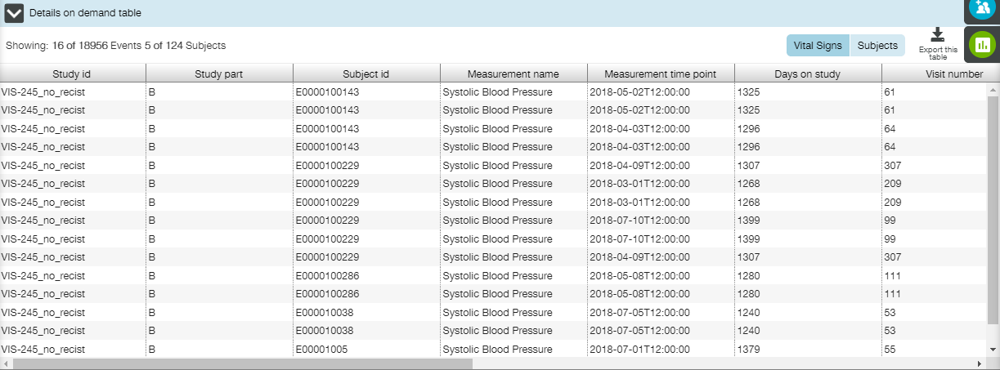 Details on demand table
Showing: 16 of 18956 Events 5 of 124 Subjects
Vital Signs Subjects
Export this
table
Study id Study part Subject id Measurement name Measurement time point Days on study Visit number
VIS-245_no_recist B E0000100143 Systolic Blood Pressure 2018-05-02T12:00:00 1325 61
VIS-245_no_recist B E0000100143 Systolic Blood Pressure 2018-05-02T12:00:00 1325 61
VIS-245_no_recist B E0000100143 Systolic Blood Pressure 2018-04-03T12:00:00 1296 64
VIS-245_no_recist B E0000100143 Systolic Blood Pressure 2018-04-03T12:00:00 1296 64
VIS-245_no_recist B E0000100229 Systolic Blood Pressure 2018-04-09T12:00:00 1307 307
VIS-245_no_recist B E0000100229 Systolic Blood Pressure 2018-03-01T12:00:00 1268 209
VIS-245_no_recist B E0000100229 Systolic Blood Pressure 2018-03-01T12:00:00 1268 209
VIS-245_no_recist B E0000100229 Systolic Blood Pressure 2018-07-10T12:00:00 1399 99
VIS-245_no_recist B E0000100229 Systolic Blood Pressure 2018-07-10T12:00:00 1399 99
VIS-245_no_recist B E0000100229 Systolic Blood Pressure 2018-04-09T12:00:00 1307 307
VIS-245_no_recist B E0000100286 Systolic Blood Pressure 2018-05-08T12:00:00 1280 111
VIS-245_no_recist B E0000100286 Systolic Blood Pressure 2018-05-08T12:00:00 1280 111
VIS-245_no_recist B E000010038 Systolic Blood Pressure 2018-07-05T12:00:00 1240 53
VIS-245_no_recist B E000010038 Systolic Blood Pressure 2018-07-05T12:00:00 1240 53
VIS-245_no_recist B E00001005 Systolic Blood Pressure 2018-07-01T12:00:00 1379 55